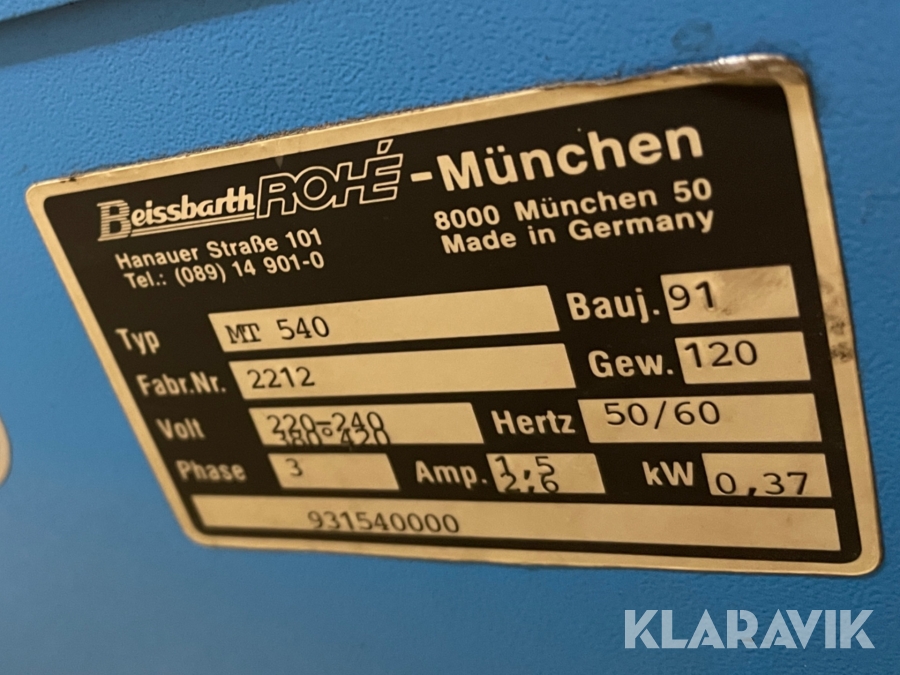 Beissbarth ROHÉ -München
Hanauer Straße 101
Tel.: (089) 14 901-0
8000 München 50
Made in Germany
Typ MT 540
Bauj. 91
Fabr.Nr. 2212
Gew. 120
Volt 220-240
380-420
Hertz 50/60
Phase 3
Amp. 1,5
2,6
kW 0,37
931540000
KLARAVIK